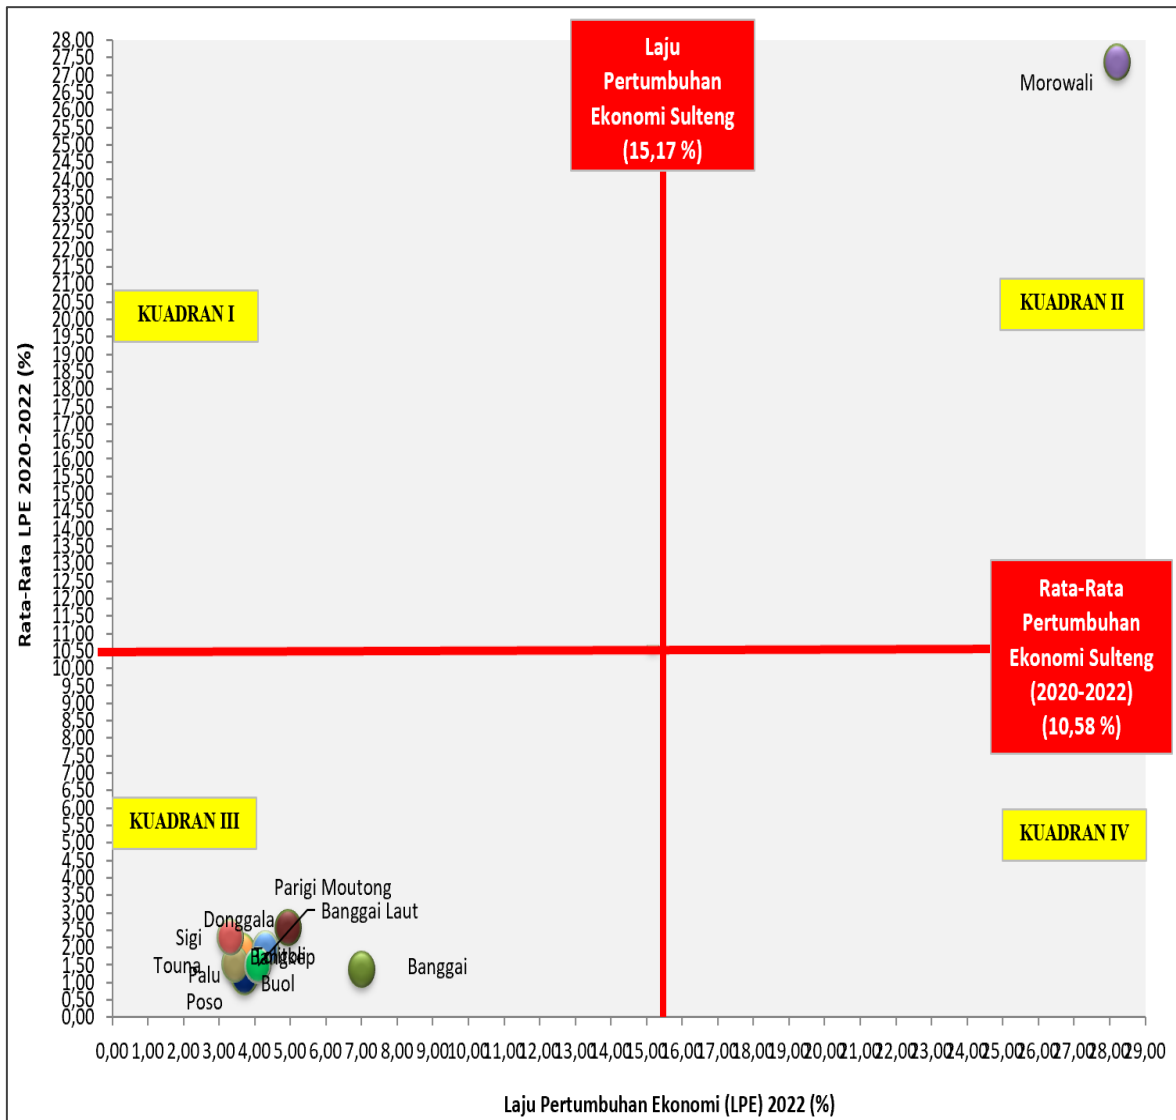 Laju
Pertumbuhan
Ekonomi Sulteng
(15,17 %)
Morowali
KUADRAN I
KUADRAN II
Rata-Rata
Pertumbuhan
Ekonomi Sulteng
(2020-2022)
(10,58 %)
KUADRAN III
KUADRAN IV
Parigi Moutong
Donggala
Banggai Laut
Sigi
Touna
Palu
Poso
Buol
Banggai
Rata-Rata LPE 2020-2022 (%)
28,00
27,50
27,00
26,50
26,00
25,50
25,00
24,50
24,00
23,50
23,00
22,50
22,00
21,50
21,00
20,50
20,00
19,50
19,00
18,50
18,00
17,50
17,00
16,50
16,00
15,50
15,00
14,50
14,00
13,50
13,00
12,50
12,00
11,50
11,00
10,50
10,00
9,50
9,00
8,50
8,00
7,50
7,00
6,50
6,00
5,50
5,00
4,50
4,00
3,50
3,00
2,50
2,00
1,50
1,00
0,50
0,00
0,00 1,00 2,00 3,00 4,00 5,00 6,00 7,00 8,00 9,00 10,00 11,00 12,00 13,00 14,00 15,00 16,00 17,00 18,00 19,00 20,00 21,00 22,00 23,00 24,00 25,00 26,00 27,00 28,00 29,00
Laju Pertumbuhan Ekonomi (LPE) 2022 (%)